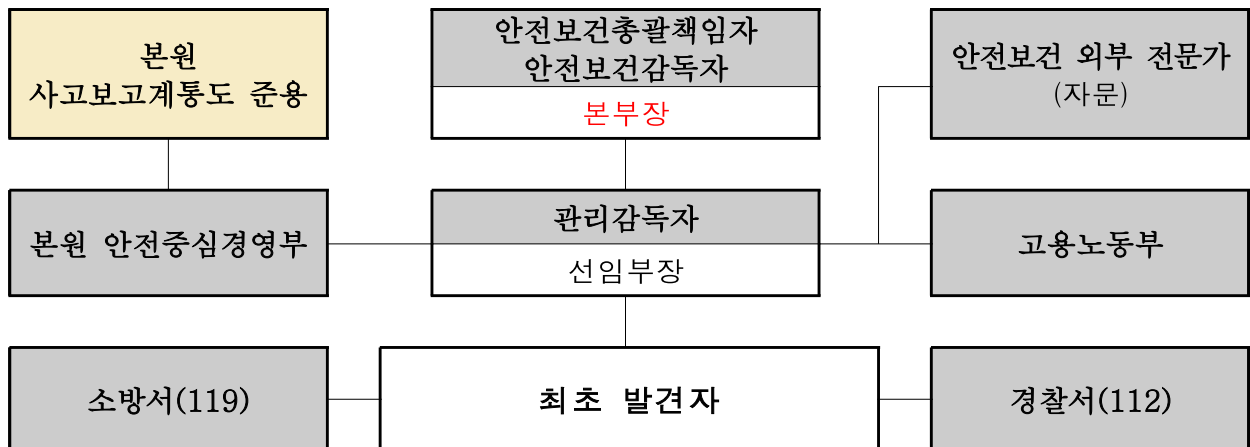 본원
사고보고계통도 준용
안전보건총괄책임자
안전보건감독자
본부장
안전보건 외부 전문가
(자문)
본원 안전중심경영부
관리감독자
선임부장
고용노동부
소방서(119)
최초 발견자
경찰서(112)